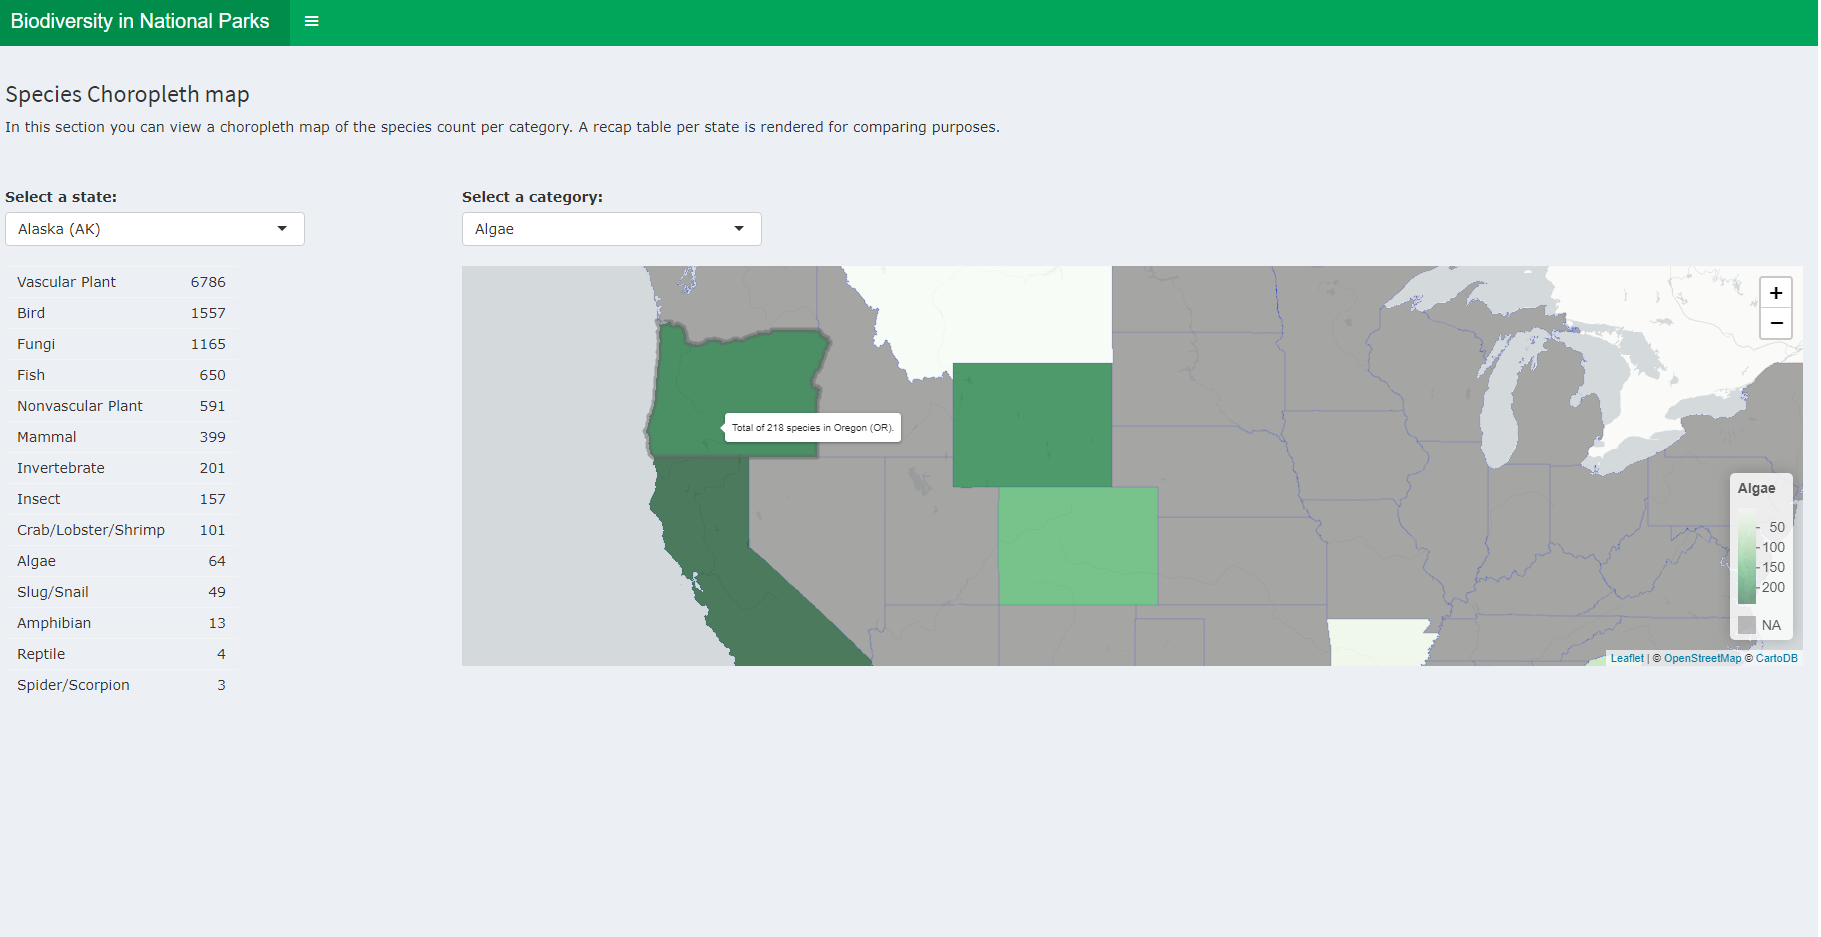 Biodiversity in National Parks
Species Choropleth map
In this section you can view a choropleth map of the species count per category. A recap table per state is rendered for comparing purposes.
Select a state:
Alaska (AK)
Vascular Plant 6786
Bird 1557
Fungi 1165
Fish 650
Nonvascular Plant 591
Mammal 399
Invertebrate 201
Insect 157
Crab/Lobster/Shrimp 101
Algae 64
Slug/Snail 49
Amphibian 13
Reptile 4
Spider/Scorpion 3
Select a category:
Algae
+
−
Total of 218 species in Oregon (OR).
Algae
50
100
150
200
NA
Leaflet | © OpenStreetMap © CartoDB